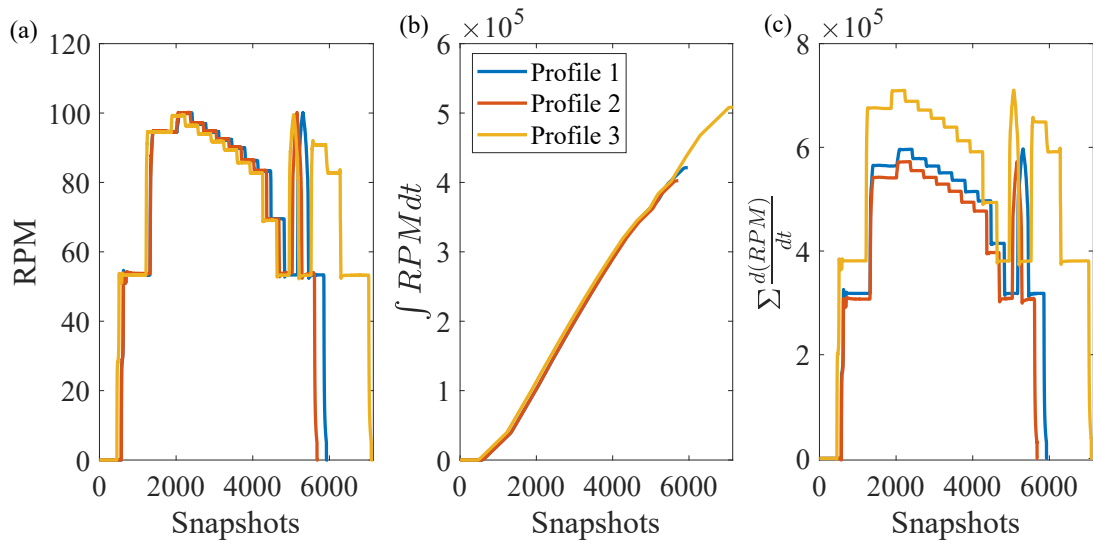 (a)
120
100
80
60
40
20
0
RPM
0 2000 4000 6000
Snapshots
(b)
×10^5
6
5
4
3
2
1
0
∫ RPMdt
Profile 1
Profile 2
Profile 3
0 2000 4000 6000
Snapshots
(c)
×10^5
8
6
4
2
0
Σ d(RPM)/dt
0 2000 4000 6000
Snapshots